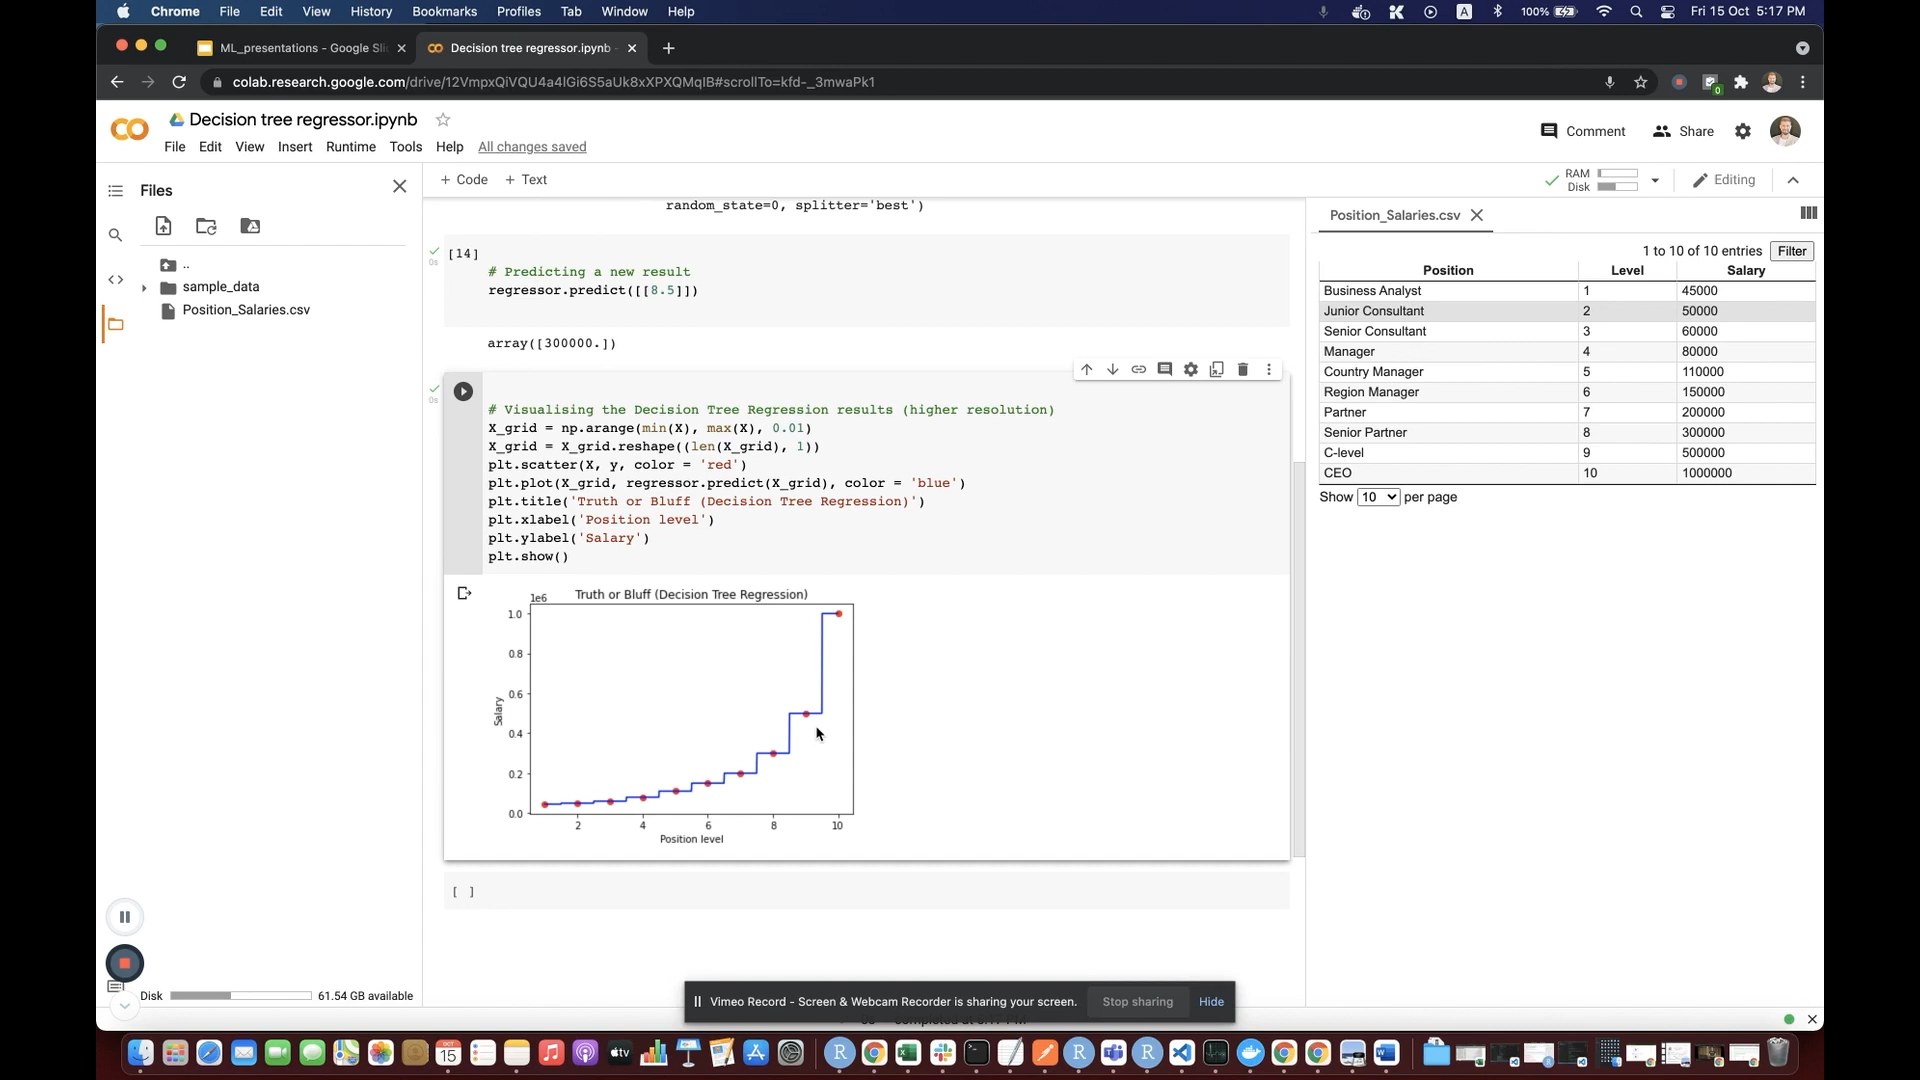 Chrome File Edit View History Bookmarks Profiles Tab Window Help
A 100% Fri 15 Oct 5:17 PM
ML_presentations - Google Sli
Decision tree regressor.ipynb -
colab.research.google.com/drive/12VmpxQiVQU4a4lGi6S5aUk8xXPXQMqIB#scrollTo=kfd-_3mwaPk1
0
Decision tree regressor.ipynb
File Edit View Insert Runtime Tools Help All changes saved
Comment Share
Files
+ Code + Text
RAM
Disk
Editing
..
sample_data
Position_Salaries.csv
random_state=0, splitter='best')
[14]
0s
# Predicting a new result
regressor.predict([[8.5]])
array([300000.])
0s
# Visualising the Decision Tree Regression results (higher resolution)
X_grid = np.arange(min(X), max(X), 0.01)
X_grid = X_grid.reshape((len(X_grid), 1))
plt.scatter(X, y, color = 'red')
plt.plot(X_grid, regressor.predict(X_grid), color = 'blue')
plt.title('Truth or Bluff (Decision Tree Regression)')
plt.xlabel('Position level')
plt.ylabel('Salary')
plt.show()
1e6 Truth or Bluff (Decision Tree Regression)
1.0
0.8
0.6
0.4
0.2
0.0
Salary
2 4 6 8 10
Position level
[ ]
Position_Salaries.csv
1 to 10 of 10 entries Filter
Position Level Salary
Business Analyst 1 45000
Junior Consultant 2 50000
Senior Consultant 3 60000
Manager 4 80000
Country Manager 5 110000
Region Manager 6 150000
Partner 7 200000
Senior Partner 8 300000
C-level 9 500000
CEO 10 1000000
Show 10 per page
Disk 61.54 GB available
Vimeo Record - Screen & Webcam Recorder is sharing your screen. Stop sharing Hide
OCT
15
tv